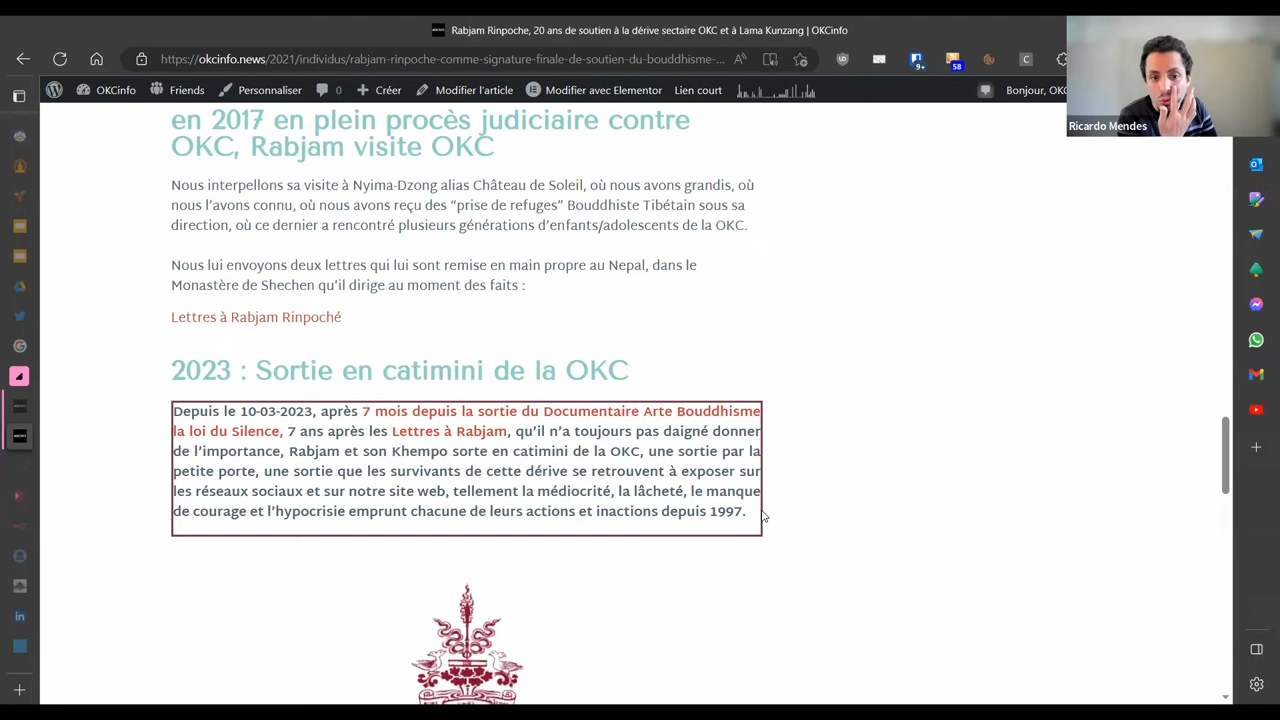 Rabjam Rinpoche, 20 ans de soutien à la dérive sectaire OKC et à Lama Kunzang | OKCinfo
https://okcinfo.news/2021/individus/rabjam-rinpoche-comme-signature-finale-de-soutien-du-bouddhisme-...
9+
58
C
OKCinfo
Friends
Personnaliser
0
Créer
Modifier l'article
Modifier avec Elementor
Lien court
Bonjour, OKC
Ricardo Mendes
en 2017 en plein procès judiciaire contre
OKC, Rabjam visite OKC
Nous interpellons sa visite à Nyima-Dzong alias Château de Soleil, où nous avons grandis, où
nous l'avons connu, où nous avons reçu des “prise de refuges” Bouddhiste Tibétain sous sa
direction, où ce dernier a rencontré plusieurs générations d'enfants/adolescents de la OKC.
Nous lui envoyons deux lettres qui lui sont remise en main propre au Nepal, dans le
Monastère de Shechen qu'il dirige au moment des faits :
Lettres à Rabjam Rinpoché
2023 : Sortie en catimini de la OKC
Depuis le 10-03-2023, après 7 mois depuis la sortie du Documentaire Arte Bouddhisme
la loi du Silence, 7 ans après les Lettres à Rabjam, qu'il n'a toujours pas daigné donner
de l'importance, Rabjam et son Khempo sorte en catimini de la OKC, une sortie par la
petite porte, une sortie que les survivants de cette dérive se retrouvent à exposer sur
les réseaux sociaux et sur notre site web, tellement la médiocrité, la lâcheté, le manque
de courage et l'hypocrisie emprunt chacune de leurs actions et inactions depuis 1997.